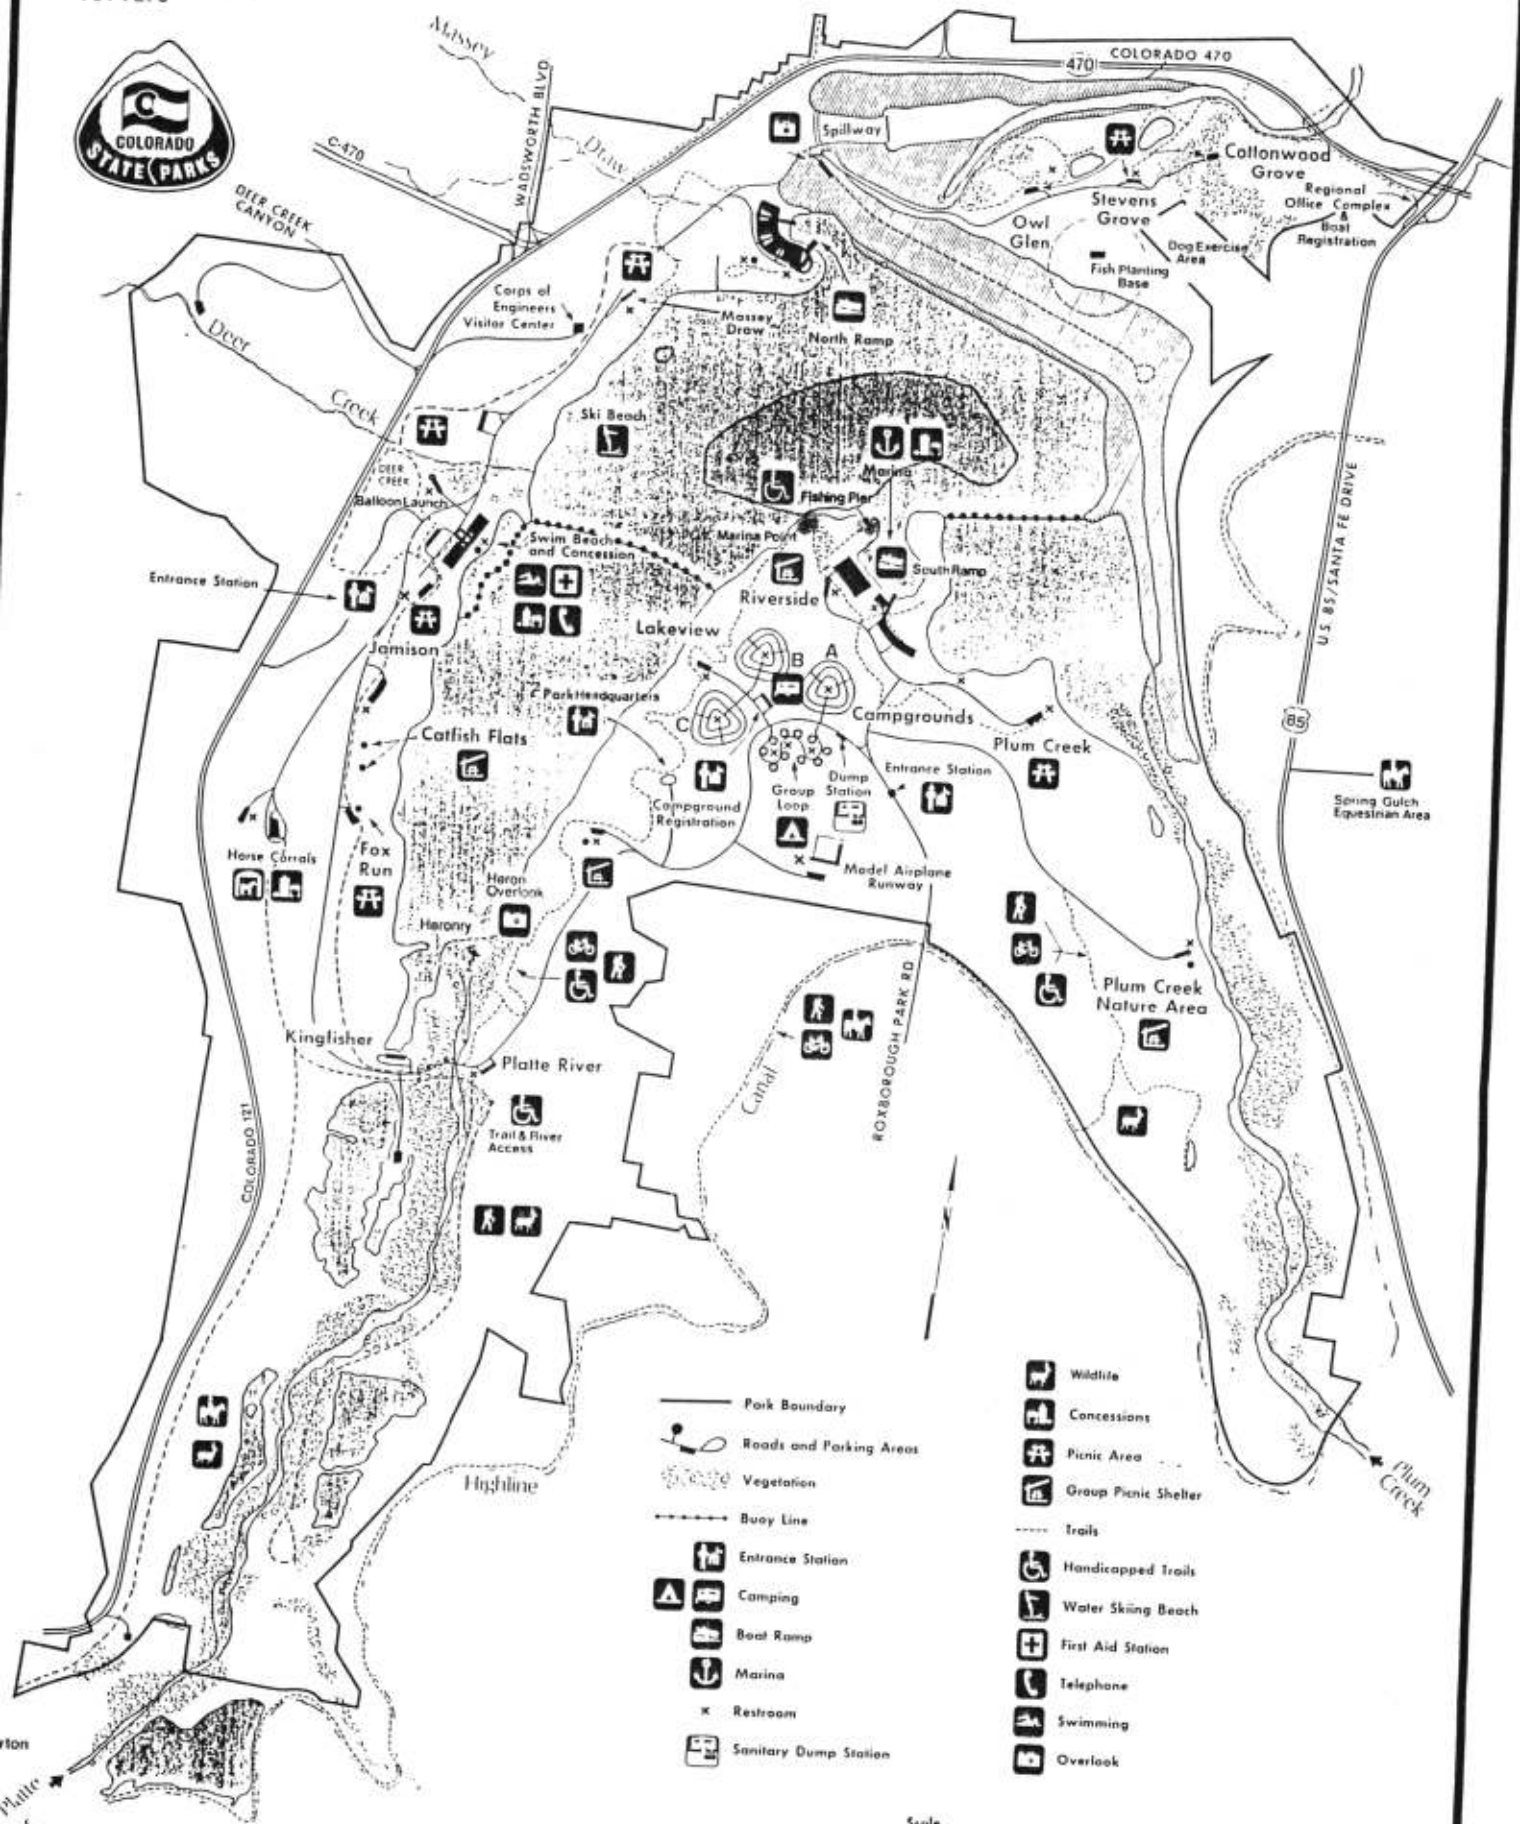 Massey
Draw
COLORADO
STATE PARKS
C-470
WADSWORTH BLVD
470
COLORADO 470
DEER CREEK
CANYON
Spillway
Cottonwood
Grove
Stevens
Grove
Owl
Glen
Regional
Office Complex
&
Boat
Registration
Dog Exercise
Area
Fish Planting
Base
Corps of
Engineers
Visitor Center
Massey
Draw
North Ramp
Deer
Creek
Ski Beach
DEER
CREEK
Balloon Launch
Marina
Fishing Pier
Marina Point
Swim Beach
and Concession
South Ramp
Entrance Station
Riverside
Lakeview
Jamison
B
A
C
Park Headquarters
Campgrounds
Catfish Flats
Plum Creek
Entrance Station
Dump
Station
Group
Loop
Campground
Registration
U.S. 85/SANTA FE DRIVE
85
Spring Gulch
Equestrian Area
Horse Corrals
Fox
Run
Model Airplane
Runway
Heron
Overlook
Heronry
Plum Creek
Nature Area
Kingfisher
Platte River
Canal
ROXBOROUGH PARK RD
Trail & River
Access
COLORADO 121
Highline
Plum
Creek
Platte
rton
Park Boundary
Roads and Parking Areas
Vegetation
Buoy Line
Entrance Station
Camping
Boat Ramp
Marina
Restroom
Sanitary Dump Station
Wildlife
Concessions
Picnic Area
Group Picnic Shelter
Trails
Handicapped Trails
Water Skiing Beach
First Aid Station
Telephone
Swimming
Overlook
Scale